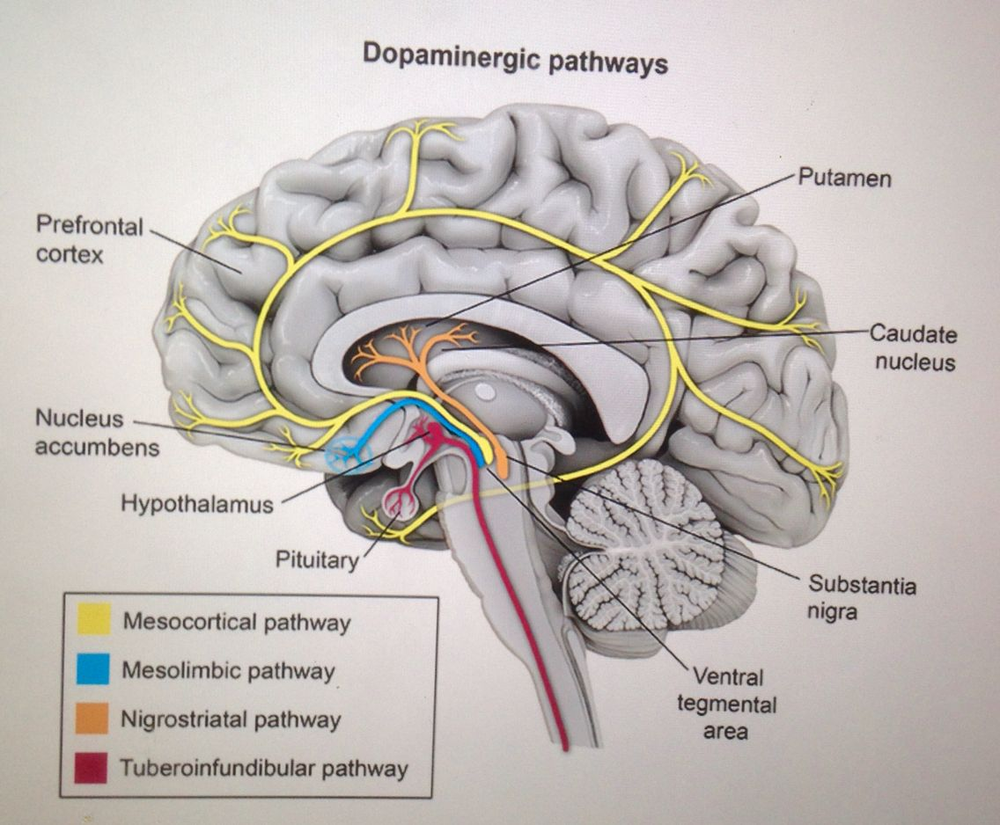 Dopaminergic pathways
Putamen
Prefrontal
cortex
Caudate
nucleus
Nucleus
accumbens
Hypothalamus
Pituitary
Substantia
nigra
Ventral
tegmental
area
Mesocortical pathway
Mesolimbic pathway
Nigrostriatal pathway
Tuberoinfundibular pathway